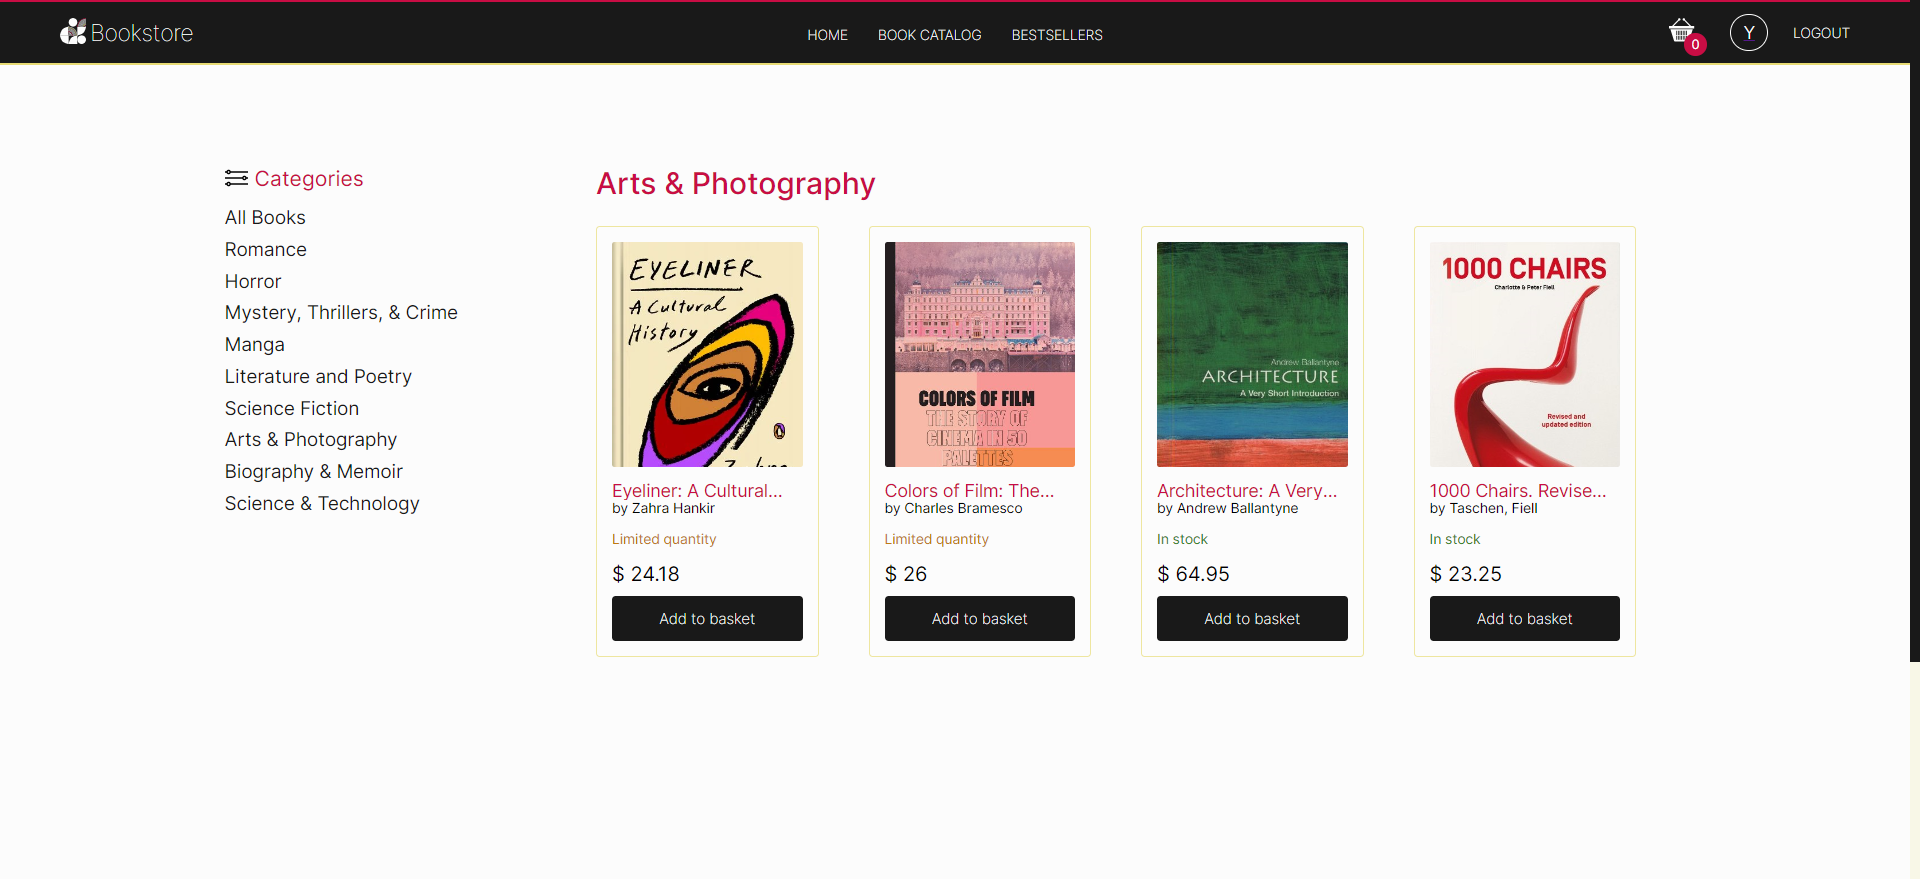 Bookstore
HOME
BOOK CATALOG
BESTSELLERS
0
Y
LOGOUT
Categories
All Books
Romance
Horror
Mystery, Thrillers, & Crime
Manga
Literature and Poetry
Science Fiction
Arts & Photography
Biography & Memoir
Science & Technology
Arts & Photography
EYELINER
A Cultural
History
Eyeliner: A Cultural...
by Zahra Hankir
Limited quantity
$ 24.18
Add to basket
COLORS OF FILM
THE STORY OF
CINEMA IN 50
PALETTES
Colors of Film: The...
by Charles Bramesco
Limited quantity
$ 26
Add to basket
Andrew Ballantyne
ARCHITECTURE
A Very Short Introduction
Architecture: A Very...
by Andrew Ballantyne
In stock
$ 64.95
Add to basket
1000 CHAIRS
Charlotte & Peter Fiell
Revised and
updated edition
1000 Chairs. Revise...
by Taschen, Fiell
In stock
$ 23.25
Add to basket